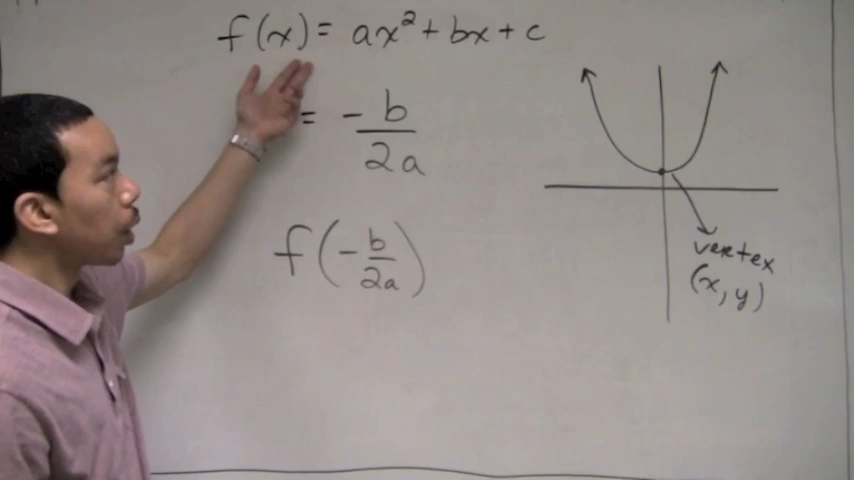 f(x) = ax² + bx + c
= - b/2a
f(- b/2a)
vertex
(x, y)